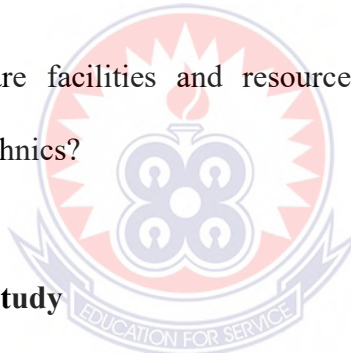 are facilities and resource
hnics?
tudy
EDUCATION FOR SERVICE